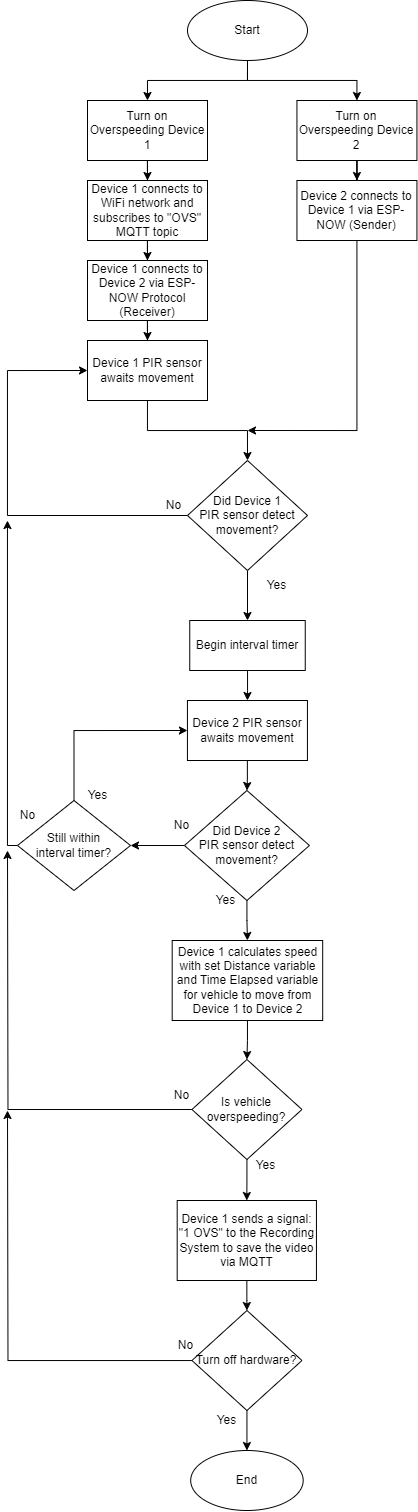 Start
Turn on
Overspeeding Device
1
Turn on
Overspeeding Device
2
Device 1 connects to
WiFi network and
subscribes to "OVS"
MQTT topic
Device 2 connects to
Device 1 via ESP-
NOW (Sender)
Device 1 connects to
Device 2 via ESP-
NOW Protocol
(Receiver)
Device 1 PIR sensor
awaits movement
Did Device 1
PIR sensor detect
movement?
No
Yes
Begin interval timer
Device 2 PIR sensor
awaits movement
Did Device 2
PIR sensor detect
movement?
No
Yes
Still within
interval timer?
Yes
No
Device 1 calculates speed
with set Distance variable
and Time Elapsed variable
for vehicle to move from
Device 1 to Device 2
Is vehicle
overspeeding?
No
Yes
Device 1 sends a signal:
"1 OVS" to the Recording
System to save the video
via MQTT
Turn off hardware?
No
Yes
End